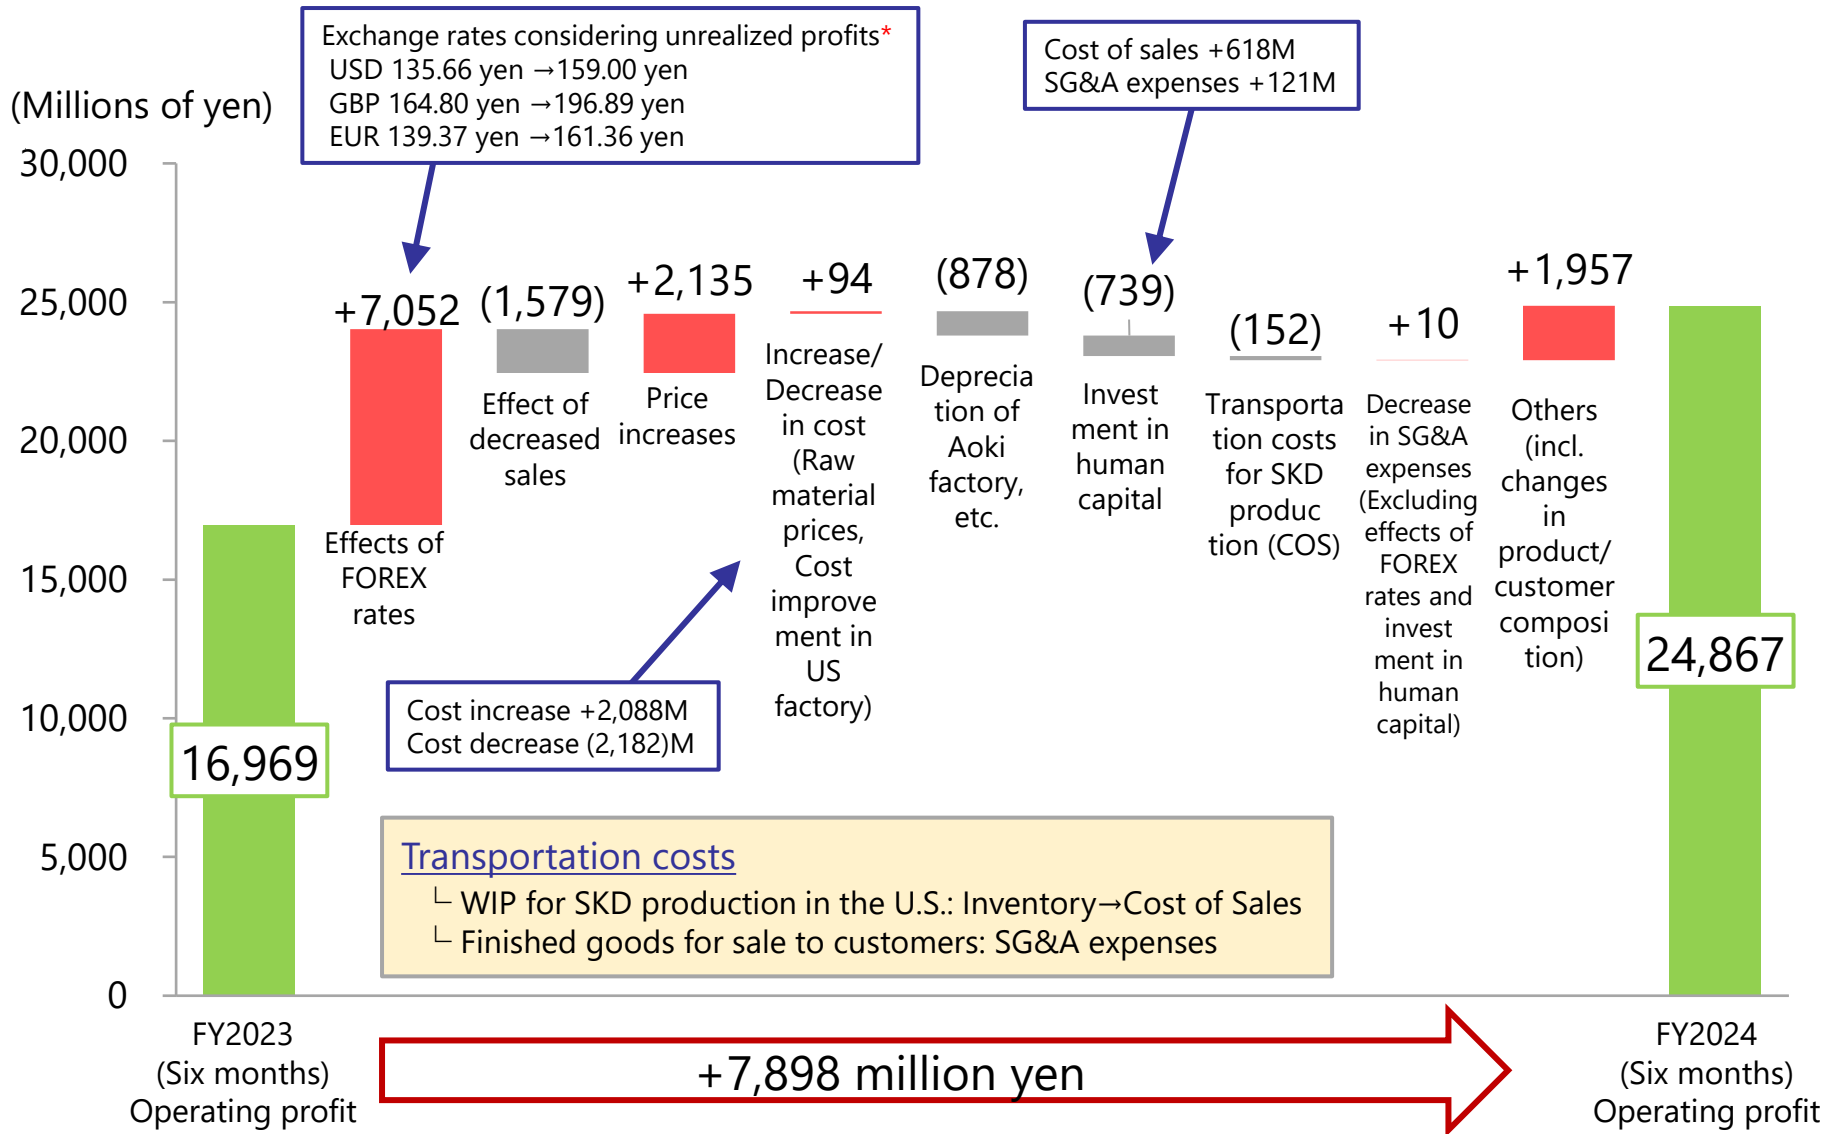 Exchange rates considering unrealized profits*
USD 135.66 yen →159.00 yen
GBP 164.80 yen →196.89 yen
EUR 139.37 yen →161.36 yen
Cost of sales +618M
SG&A expenses +121M
(Millions of yen)
30,000
25,000
20,000
15,000
10,000
5,000
0
16,969
FY2023
(Six months)
Operating profit
+7,052
Effects of
FOREX
rates
(1,579)
Effect of
decreased
sales
+2,135
Price
increases
+94
Increase/
Decrease
in cost
(Raw
material
prices,
Cost
improve
ment in
US
factory)
Cost increase +2,088M
Cost decrease (2,182)M
(878)
Deprecia
tion of
Aoki
factory,
etc.
(739)
Invest
ment in
human
capital
(152)
Transporta
tion costs
for SKD
produc
tion (COS)
+10
Decrease
in SG&A
expenses
(Excluding
effects of
FOREX
rates and
invest
ment in
human
capital)
+1,957
Others
(incl.
changes
in
product/
customer
composi
tion)
24,867
FY2024
(Six months)
Operating profit
Transportation costs
└ WIP for SKD production in the U.S.: Inventory→Cost of Sales
└ Finished goods for sale to customers: SG&A expenses
+7,898 million yen